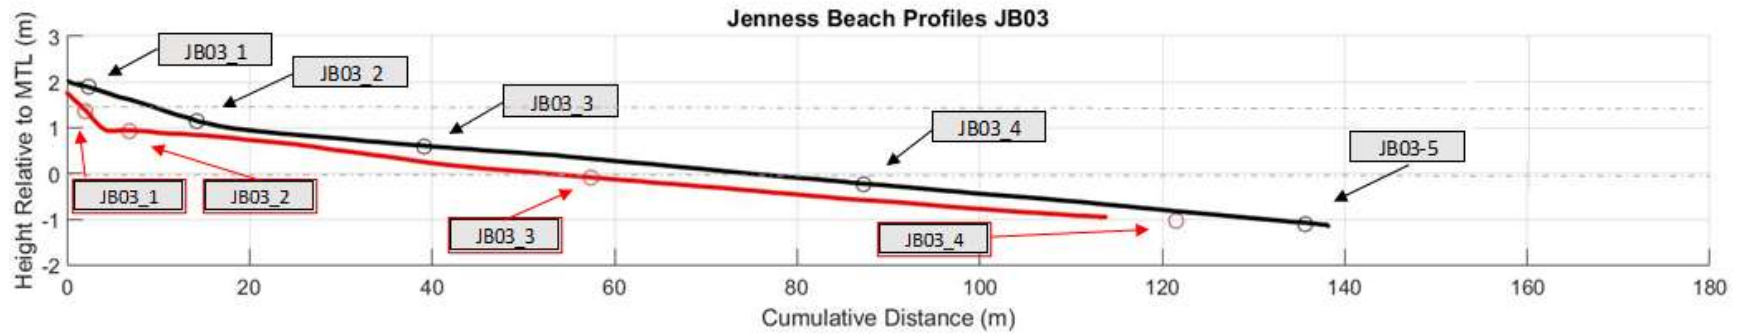 Jenness Beach Profiles JB03
Height Relative to MTL (m)
3
2
1
0
-1
-2
JB03_1
JB03_2
JB03_3
JB03_4
JB03-5
JB03_1
JB03_2
JB03_3
JB03_4
0 20 40 60 80 100 120 140 160 180
Cumulative Distance (m)